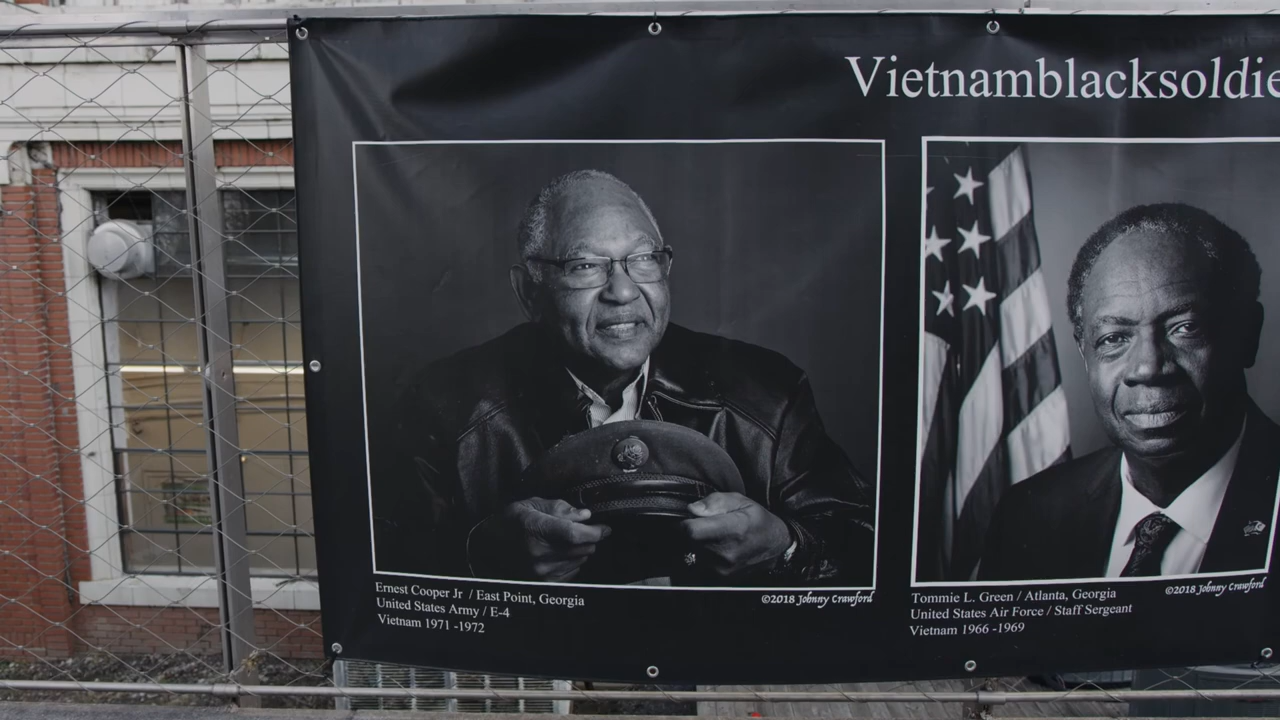 Vietnamblacksoldie
Ernest Cooper Jr / East Point, Georgia
United States Army / E-4
Vietnam 1971 -1972
©2018 Johnny Crawford
Tommie L. Green / Atlanta, Georgia
United States Air Force / Staff Sergeant
Vietnam 1966 -1969
©2018 Johnny Crawford